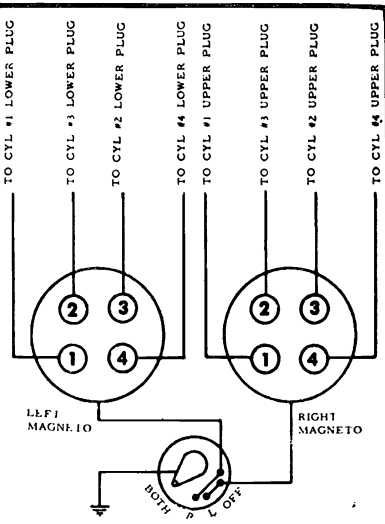 TO CYL #1 LOWER PLUG
TO CYL #3 LOWER PLUG
TO CYL #2 LOWER PLUG
TO CYL #4 LOWER PLUG
TO CYL #1 UPPER PLUG
TO CYL #3 UPPER PLUG
TO CYL #2 UPPER PLUG
TO CYL #4 UPPER PLUG
2
3
2
3
1
4
1
4
LEFT
MAGNETO
RIGHT
MAGNETO
BOTH R L OFF